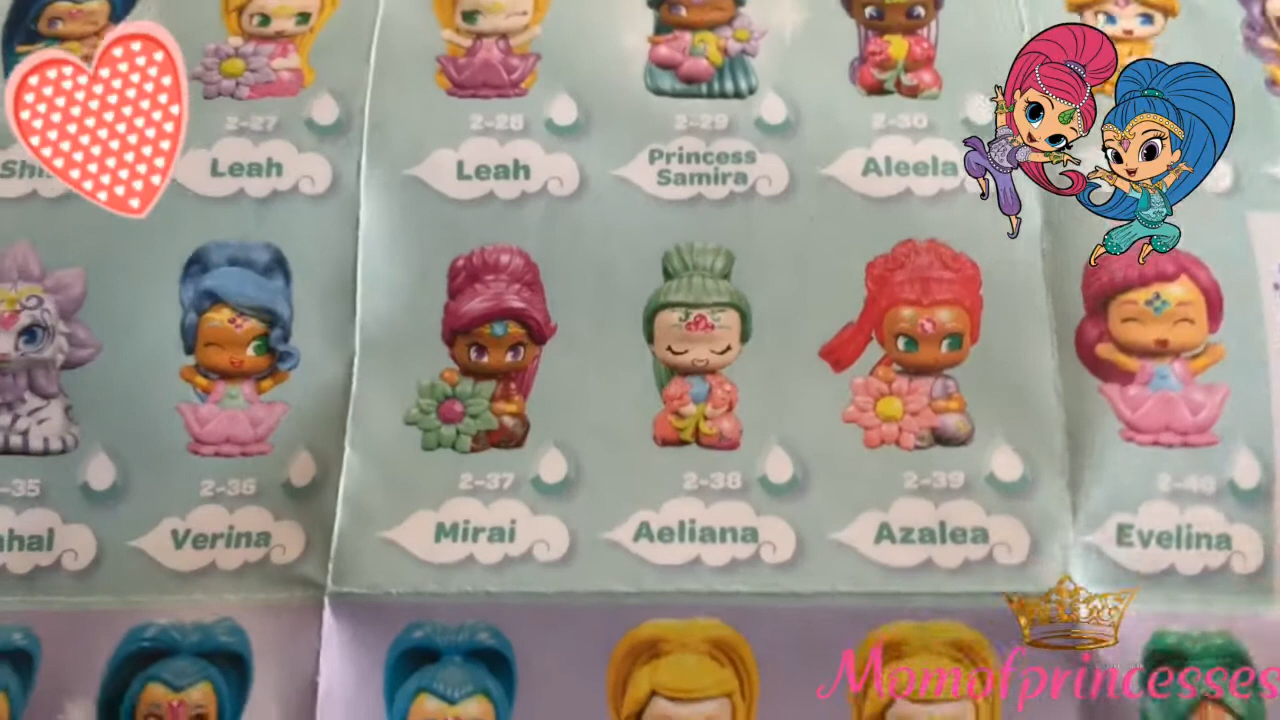 2-27
2-28
2-29
2-30
Leah
Leah
Princess
Samira
Aleela
2-36
2-37
2-38
2-39
Verina
Mirai
Aeliana
Azalea
Evelina
Momofprincesses